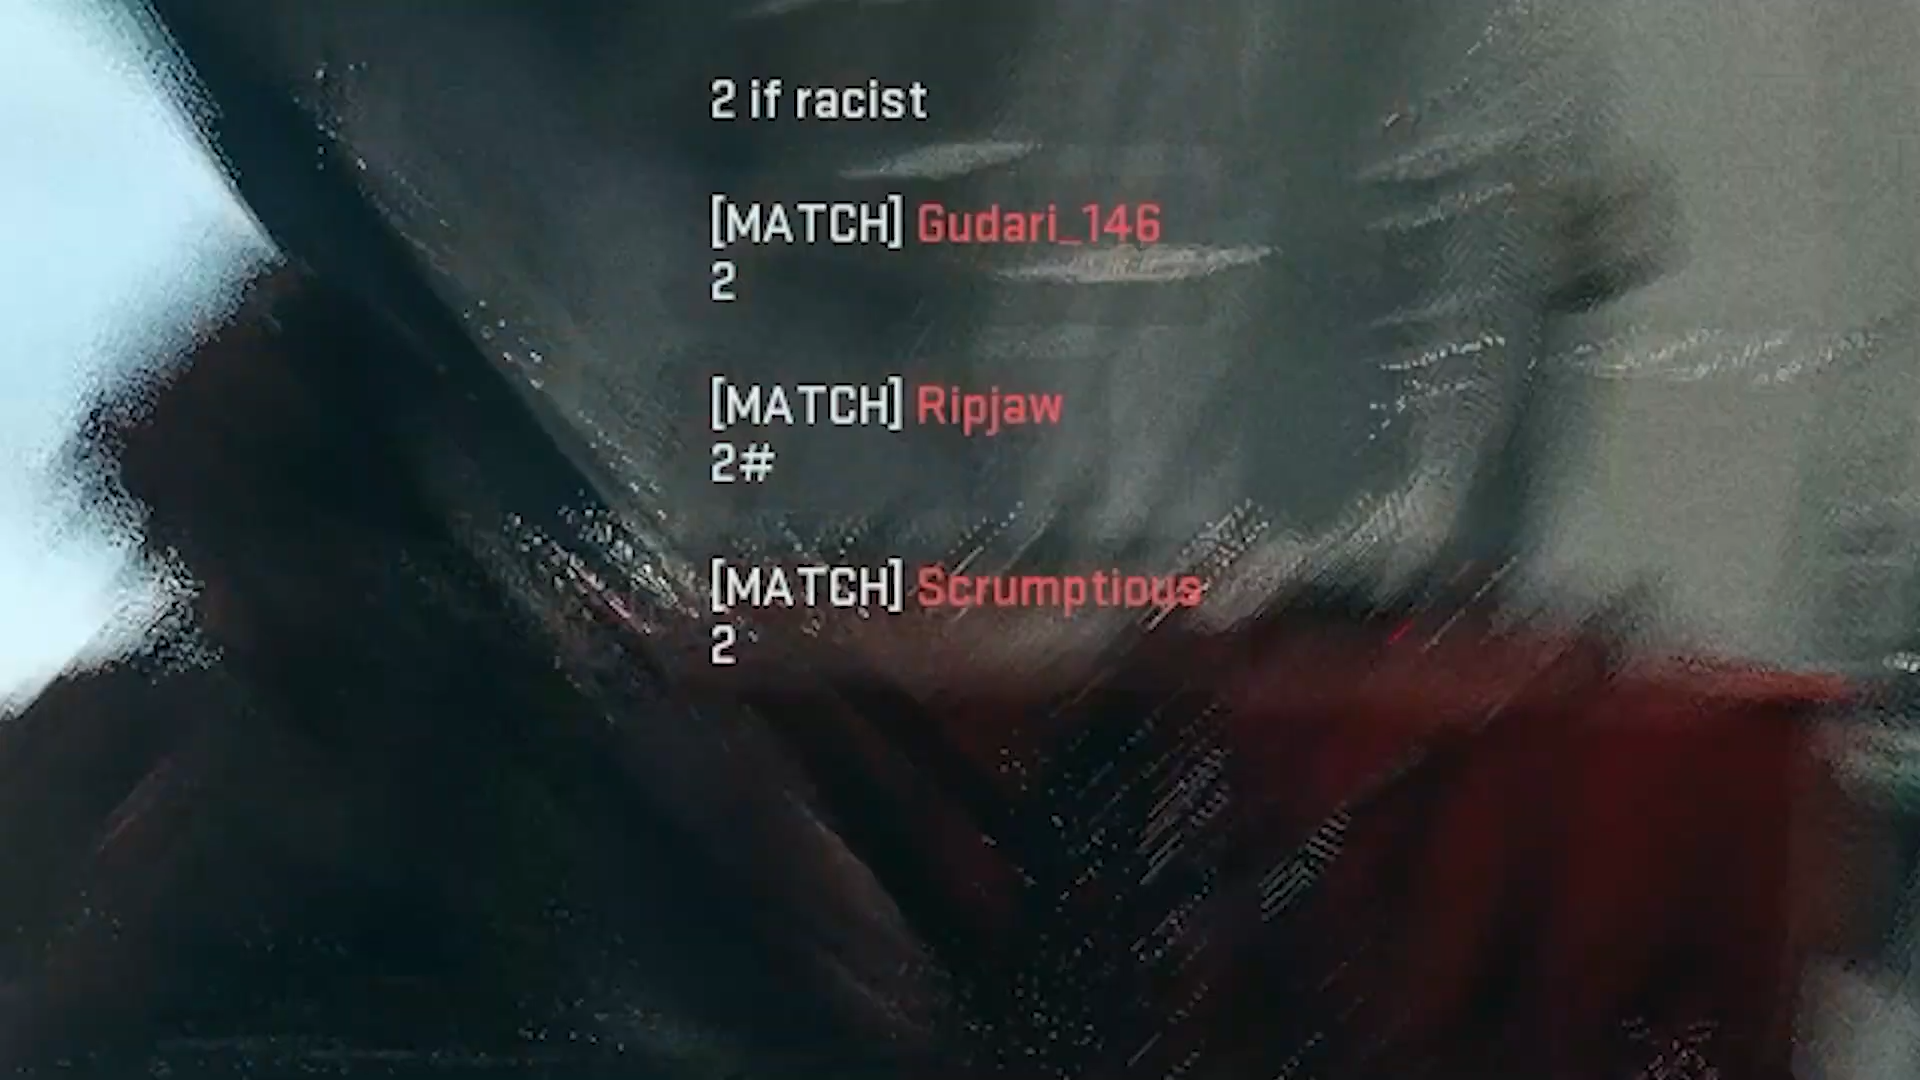 2 if racist
[MATCH] Gudari_146
2
[MATCH] Ripjaw
2#
[MATCH] Scrumptious
2